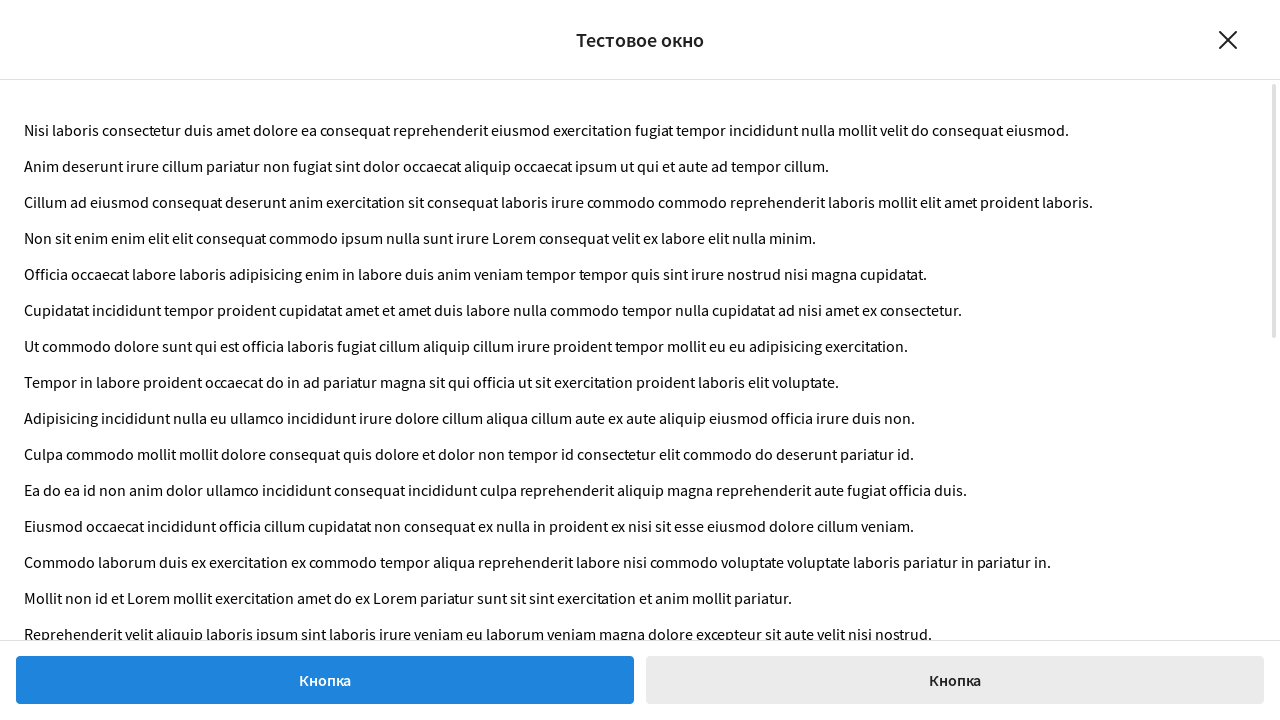 Тестовое окно
Nisi laboris consectetur duis amet dolore ea consequat reprehenderit eiusmod exercitation fugiat tempor incididunt nulla mollit velit do consequat eiusmod.
Anim deserunt irure cillum pariatur non fugiat sint dolor occaecat aliquip occaecat ipsum ut qui et aute ad tempor cillum.
Cillum ad eiusmod consequat deserunt anim exercitation sit consequat laboris irure commodo commodo reprehenderit laboris mollit elit amet proident laboris.
Non sit enim enim elit elit consequat commodo ipsum nulla sunt irure Lorem consequat velit ex labore elit nulla minim.
Officia occaecat labore laboris adipisicing enim in labore duis anim veniam tempor tempor quis sint irure nostrud nisi magna cupidatat.
Cupidatat incididunt tempor proident cupidatat amet et amet duis labore nulla commodo tempor nulla cupidatat ad nisi amet ex consectetur.
Ut commodo dolore sunt qui est officia laboris fugiat cillum aliquip cillum irure proident tempor mollit eu eu adipisicing exercitation.
Tempor in labore proident occaecat do in ad pariatur magna sit qui officia ut sit exercitation proident laboris elit voluptate.
Adipisicing incididunt nulla eu ullamco incididunt irure dolore cillum aliqua cillum aute ex aute aliquip eiusmod officia irure duis non.
Culpa commodo mollit mollit dolore consequat quis dolore et dolor non tempor id consectetur elit commodo do deserunt pariatur id.
Ea do ea id non anim dolor ullamco incididunt consequat incididunt culpa reprehenderit aliquip magna reprehenderit aute fugiat officia duis.
Eiusmod occaecat incididunt officia cillum cupidatat non consequat ex nulla in proident ex nisi sit esse eiusmod dolore cillum veniam.
Commodo laborum duis ex exercitation ex commodo tempor aliqua reprehenderit labore nisi commodo voluptate voluptate laboris pariatur in pariatur in.
Mollit non id et Lorem mollit exercitation amet do ex Lorem pariatur sunt sit sint exercitation et anim mollit pariatur.
Reprehenderit velit aliquip laboris ipsum sint laboris irure veniam eu laborum veniam magna dolore excepteur sit aute velit nisi nostrud.
Кнопка
Кнопка